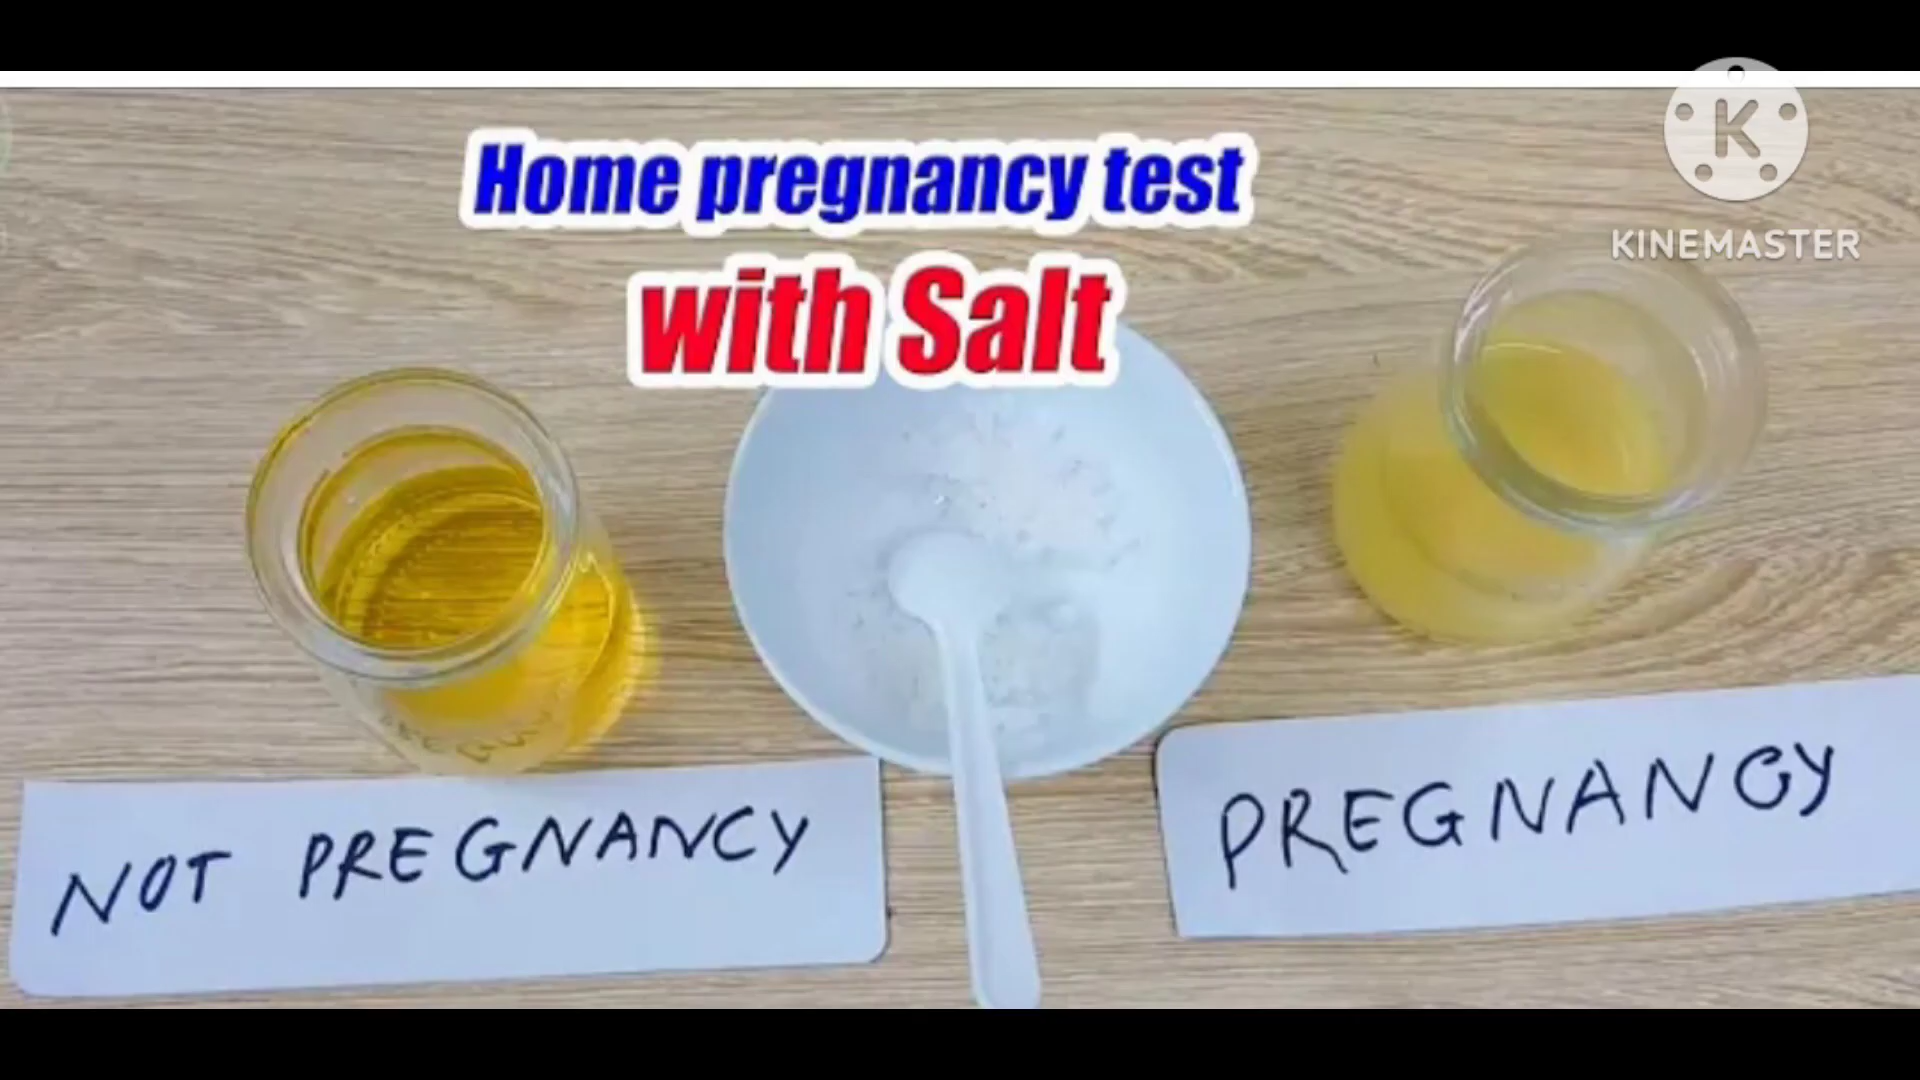 Home pregnancy test
with Salt
K
KINEMASTER
NOT PREGNANCY
PREGNANCY